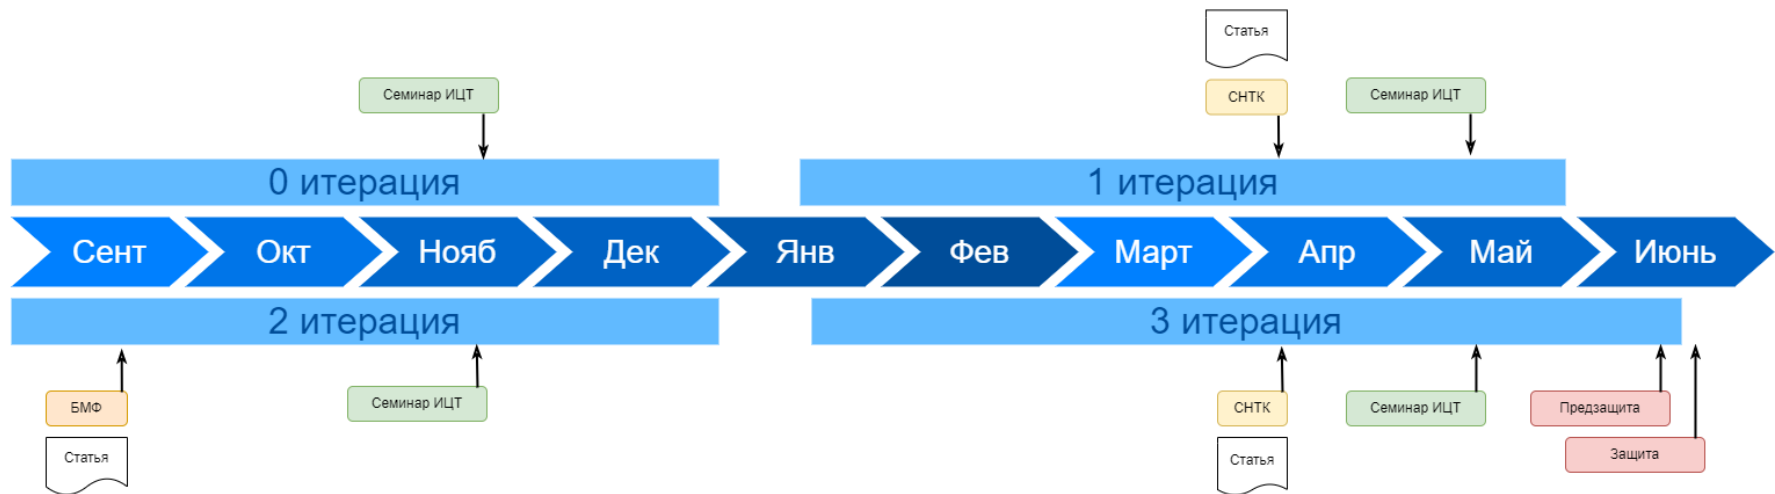 Статья
Семинар ИЦТ
СНТК
Семинар ИЦТ
0 итерация
1 итерация
Сент
Окт
Нояб
Дек
Янв
Фев
Март
Апр
Май
Июнь
2 итерация
3 итерация
БМФ
Семинар ИЦТ
СНТК
Семинар ИЦТ
Предзащита
Статья
Статья
Защита